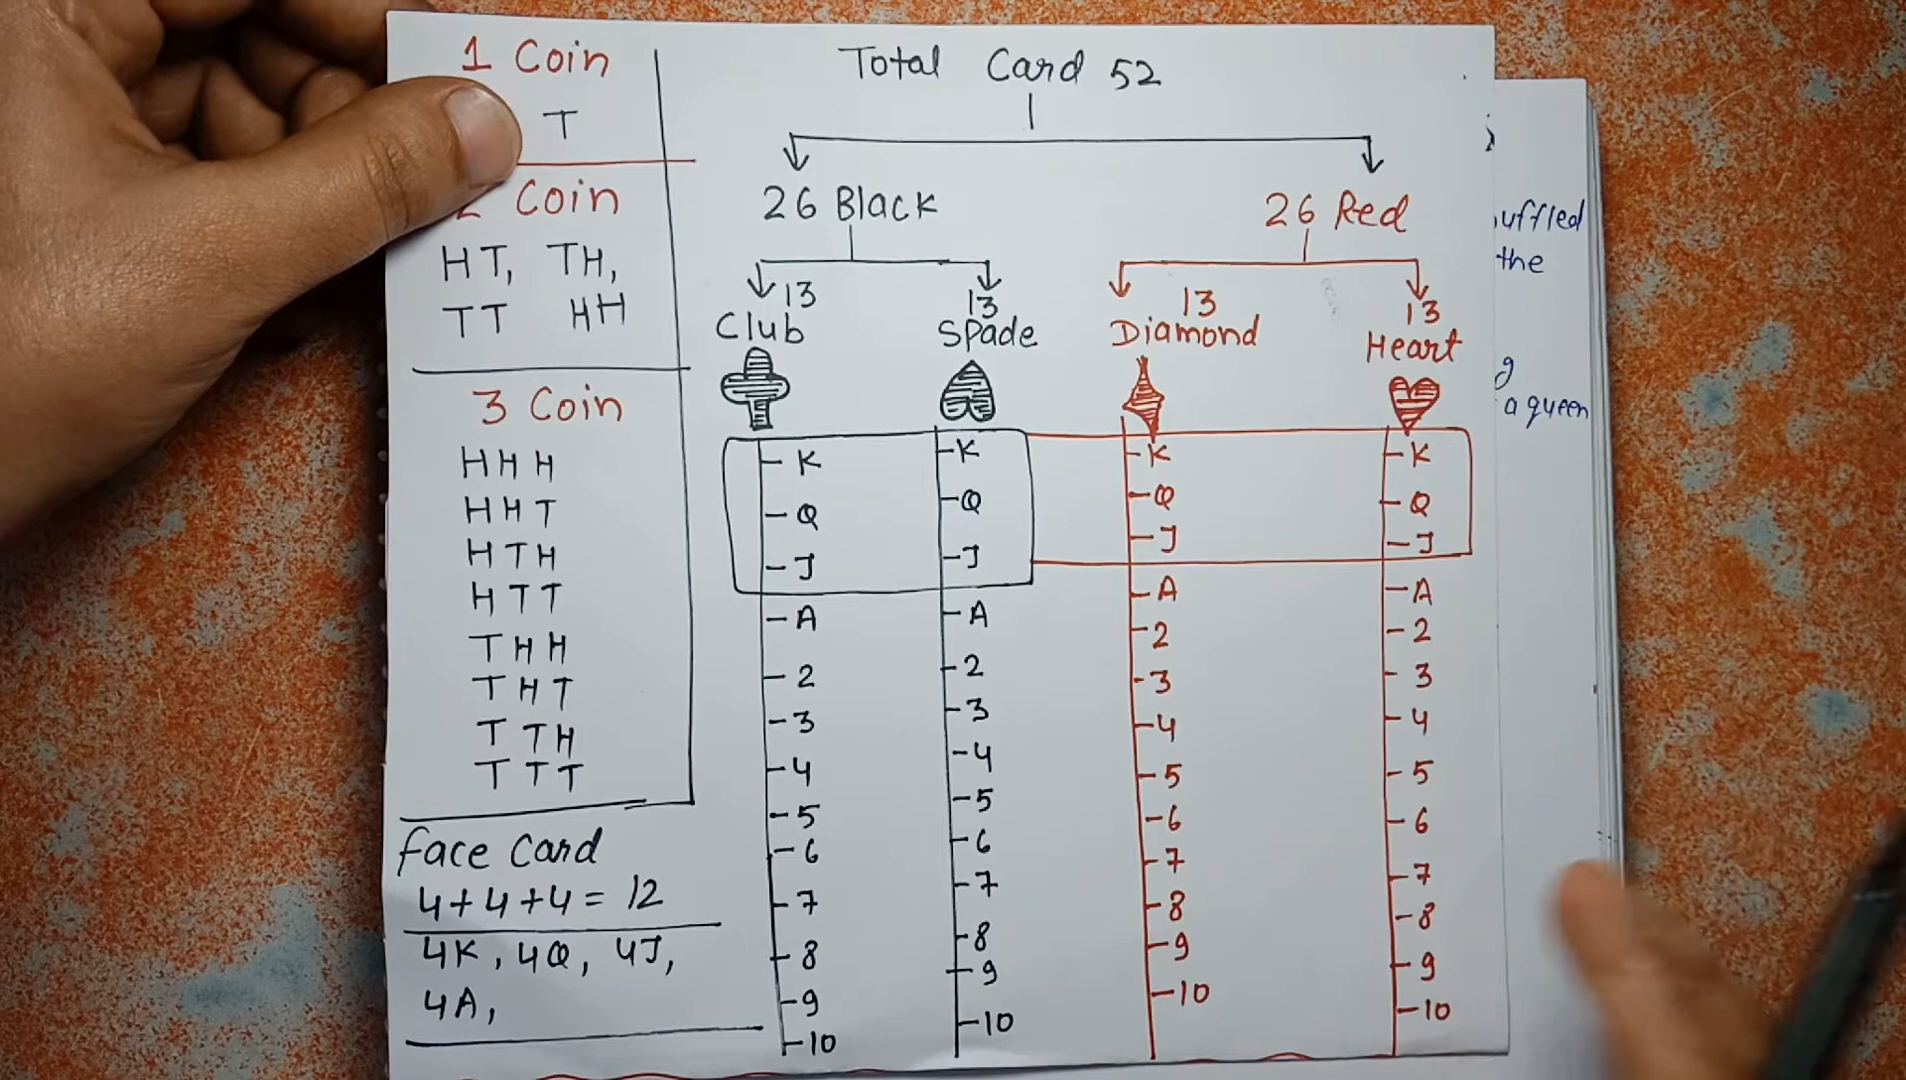 1 Coin
T
2 Coin
HT, TH,
TT HH
3 Coin
HHH
HHT
HTH
HTT
THH
THT
TTH
TTT
face Card
4+4+4= 12
4K, 4Q, 4J,
4A,
Total Card 52
26 Black
26 Red
13
Club
13
Spade
13
Diamond
13
Heart
K
Q
J
A
2
3
4
5
6
7
8
9
10
K
Q
J
A
2
3
4
5
6
7
8
9
10
K
Q
J
A
2
3
4
5
6
7
8
9
10
K
Q
J
A
2
3
4
5
6
7
8
9
10
uffled
the
g
a queen